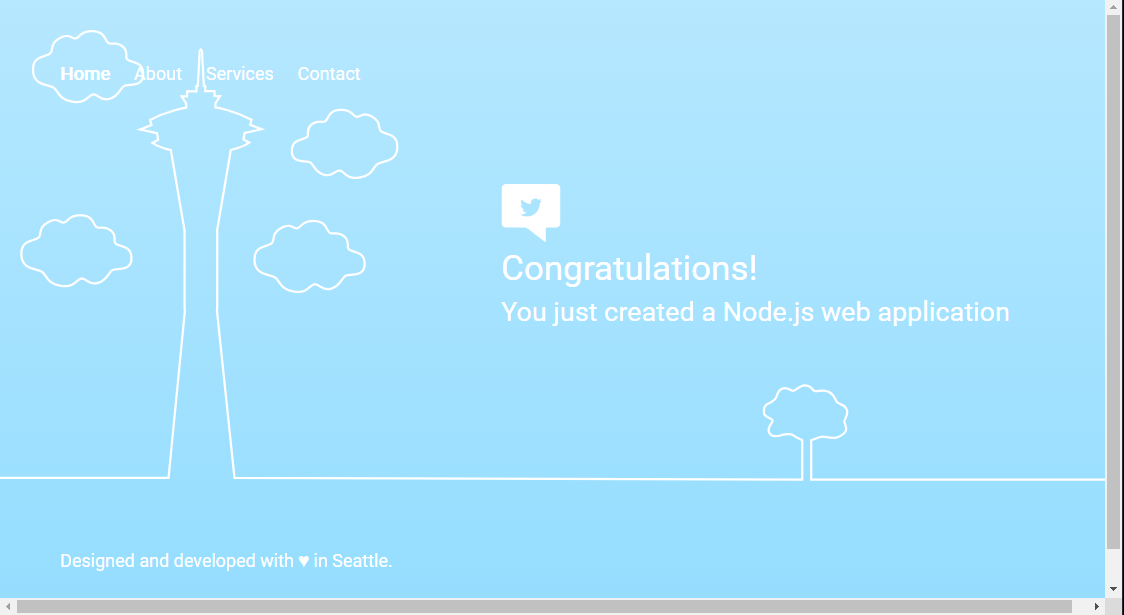 Home About Services Contact
Congratulations!
You just created a Node.js web application
Designed and developed with ♥ in Seattle.